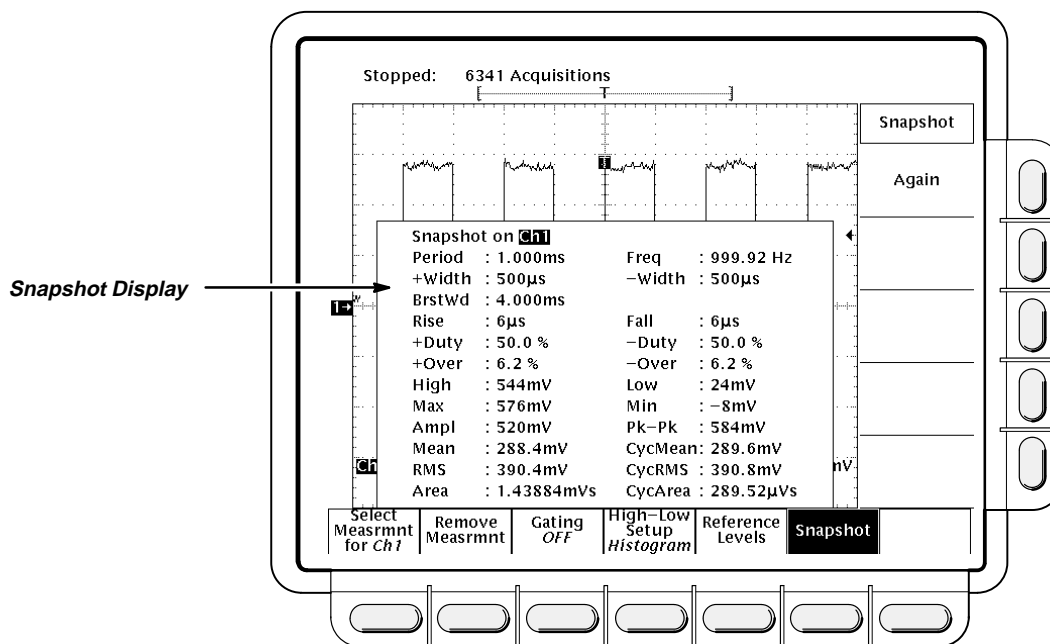 Stopped: 6341 Acquisitions
T
Snapshot
T
Again
Snapshot on Ch1
Period : 1.000ms Freq : 999.92 Hz
+Width : 500µs −Width : 500µs
Snapshot Display
BrstWd : 4.000ms
1→
Rise : 6µs Fall : 6µs
+Duty : 50.0 % −Duty : 50.0 %
+Over : 6.2 % −Over : 6.2 %
High : 544mV Low : 24mV
Max : 576mV Min : −8mV
Ampl : 520mV Pk−Pk : 584mV
Mean : 288.4mV CycMean: 289.6mV
Ch RMS : 390.4mV CycRMS : 390.8mV mV
Area : 1.43884mVs CycArea : 289.52µVs
Select Measrmnt for Ch1
Remove Measrmnt
Gating OFF
High−Low Setup Histogram
Reference Levels
Snapshot